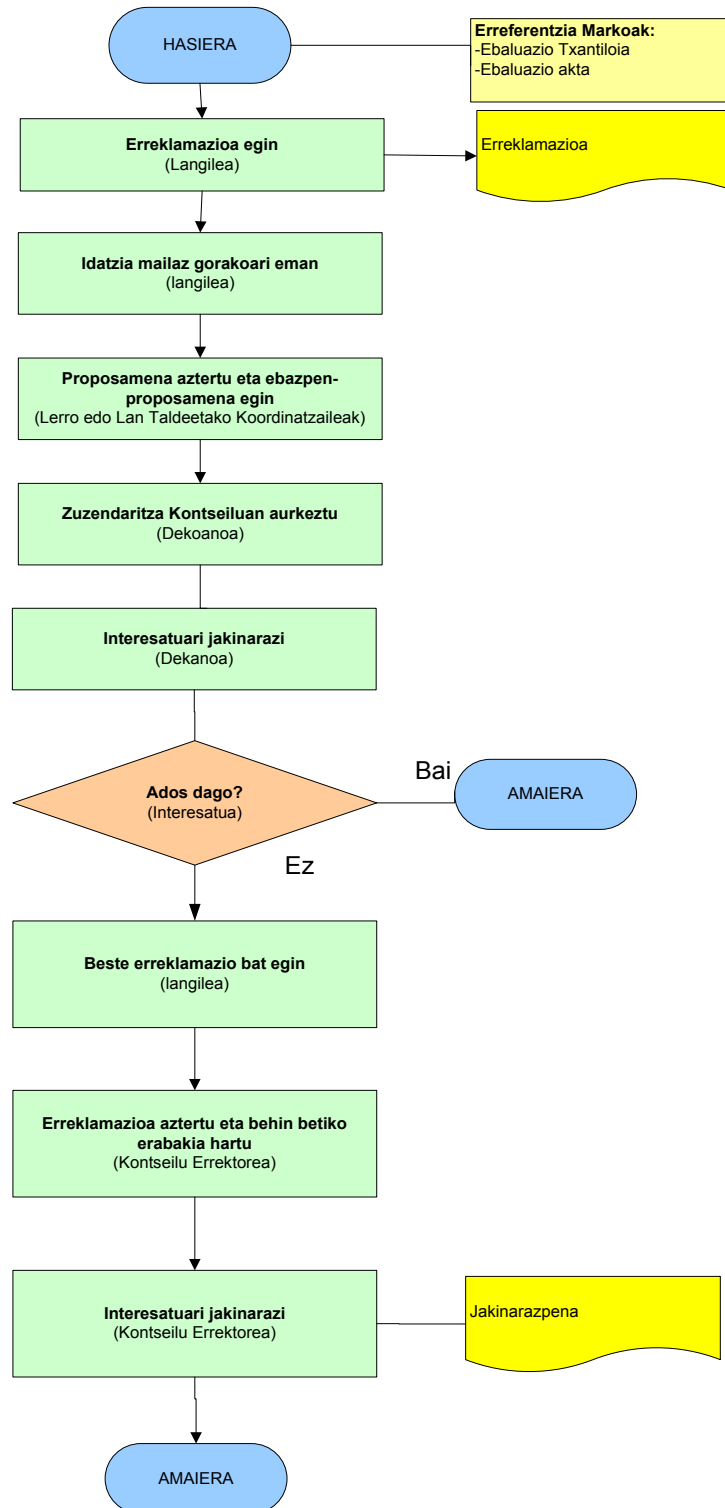 HASIERA
Erreferentzia Markoak:
-Ebaluazio Txantiloia
-Ebaluazio akta
Erreklamazioa egin
(Langilea)
Erreklamazioa
Idatzia mailaz gorakoari eman
(langilea)
Proposamena aztertu eta ebazpen-
proposamena egin
(Lerro edo Lan Taldeetako Koordinatzaileak)
Zuzendaritza Kontseiluan aurkeztu
(Dekoanoa)
Interesatuari jakinarazi
(Dekanoa)
Ados dago?
(Interesatua)
Bai
AMAIERA
Ez
Beste erreklamazio bat egin
(langilea)
Erreklamazioa aztertu eta behin betiko
erabakia hartu
(Kontseilu Errektorea)
Interesatuari jakinarazi
(Kontseilu Errektorea)
Jakinarazpena
AMAIERA